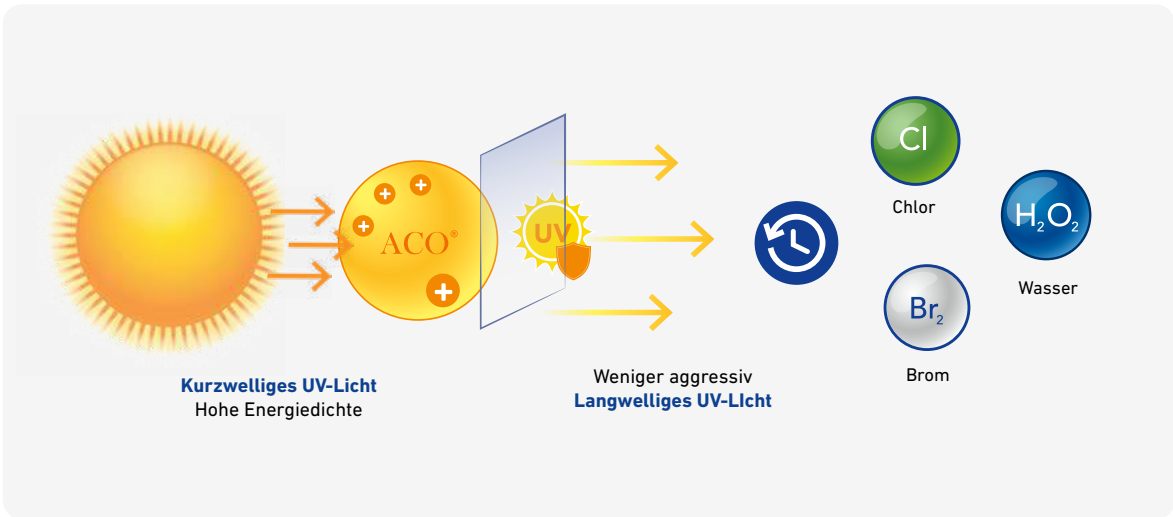 ACO®
UV
Kurzwelliges UV-Licht
Hohe Energiedichte
Weniger aggressiv
Langwelliges UV-LIcht
Cl
Chlor
H₂O₂
Wasser
Br₂
Brom